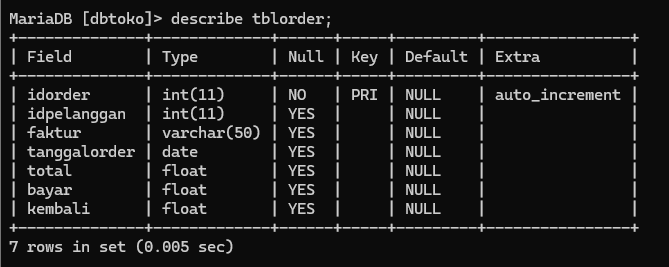 MariaDB [dbtoko]> describe tblorder;
+--------------+-------------+------+-----+---------+----------------+
| Field        | Type        | Null | Key | Default | Extra          |
+--------------+-------------+------+-----+---------+----------------+
| idorder      | int(11)     | NO   | PRI | NULL    | auto_increment |
| idpelanggan  | int(11)     | YES  |     | NULL    |                |
| faktur       | varchar(50) | YES  |     | NULL    |                |
| tanggalorder | date        | YES  |     | NULL    |                |
| total        | float       | YES  |     | NULL    |                |
| bayar        | float       | YES  |     | NULL    |                |
| kembali      | float       | YES  |     | NULL    |                |
+--------------+-------------+------+-----+---------+----------------+
7 rows in set (0.005 sec)